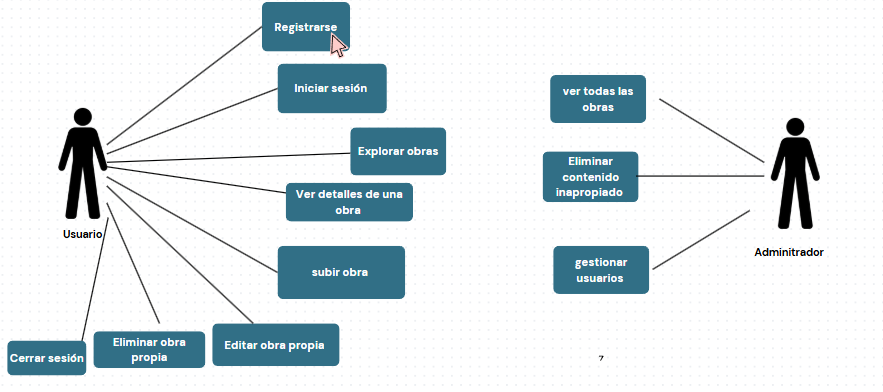 Registrarse
Iniciar sesión
Explorar obras
Ver detalles de una
obra
Usuario
subir obra
Editar obra propia
Eliminar obra
propia
Cerrar sesión
ver todas las
obras
Eliminar
contenido
inapropiado
gestionar
usuarios
Adminitrador
7